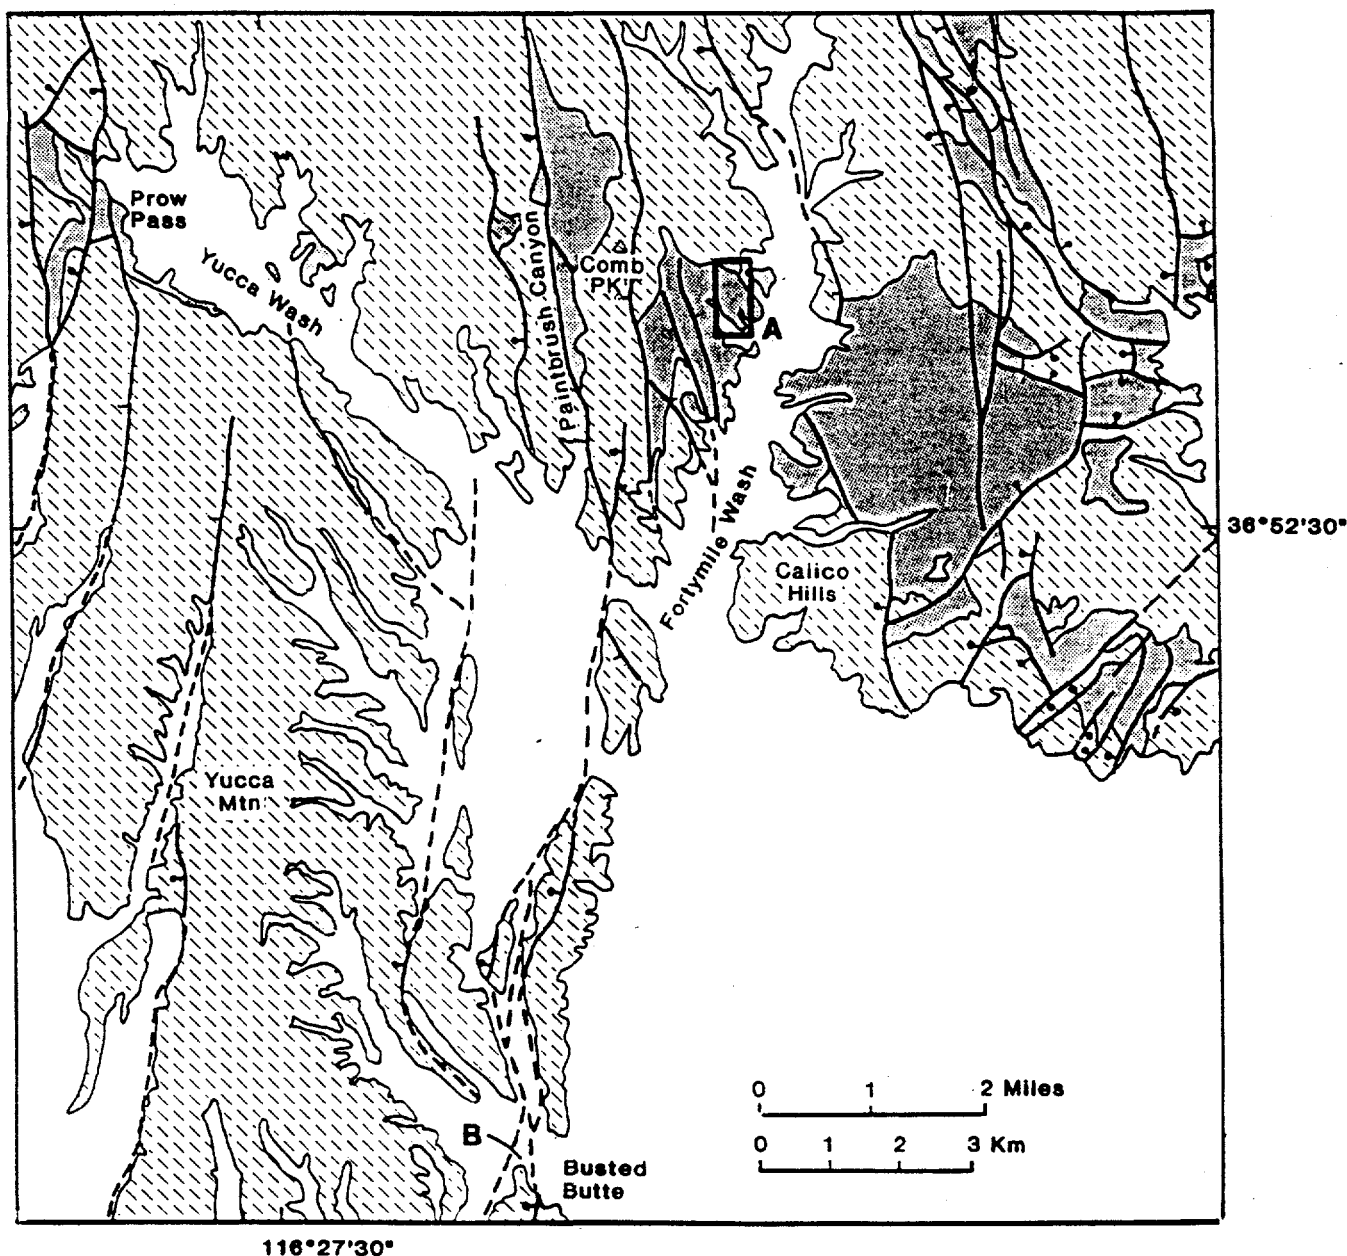 Prow
Pass
Yucca Wash
Paintbrush Canyon
Comb
PK
A
36°52'30"
Fortymile Wash
Calico
Hills
Yucca
Mtn
0 1 2 Miles
0 1 2 3 Km
B
Busted
Butte
116°27'30"